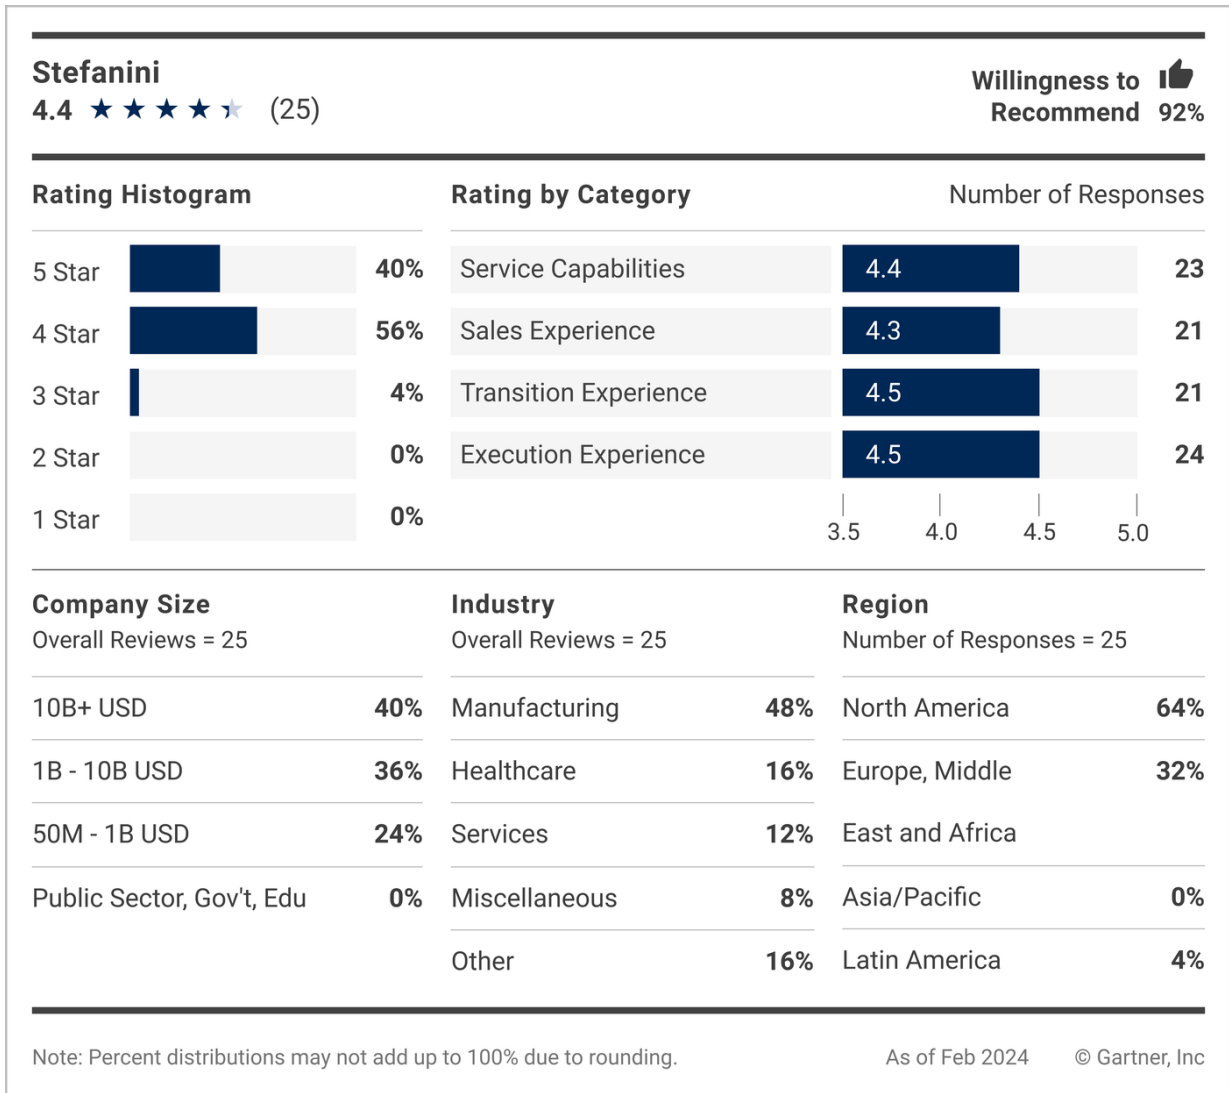 Stefanini
4.4 ★ ★ ★ ★ ★ (25)
Willingness to
Recommend 92%
Rating Histogram
5 Star 40%
4 Star 56%
3 Star 4%
2 Star 0%
1 Star 0%
Rating by Category Number of Responses
Service Capabilities 4.4 23
Sales Experience 4.3 21
Transition Experience 4.5 21
Execution Experience 4.5 24
3.5 4.0 4.5 5.0
Company Size
Overall Reviews = 25
10B+ USD 40%
1B - 10B USD 36%
50M - 1B USD 24%
Public Sector, Gov't, Edu 0%
Industry
Overall Reviews = 25
Manufacturing 48%
Healthcare 16%
Services 12%
Miscellaneous 8%
Other 16%
Region
Number of Responses = 25
North America 64%
Europe, Middle 32%
East and Africa
Asia/Pacific 0%
Latin America 4%
Note: Percent distributions may not add up to 100% due to rounding. As of Feb 2024 © Gartner, Inc